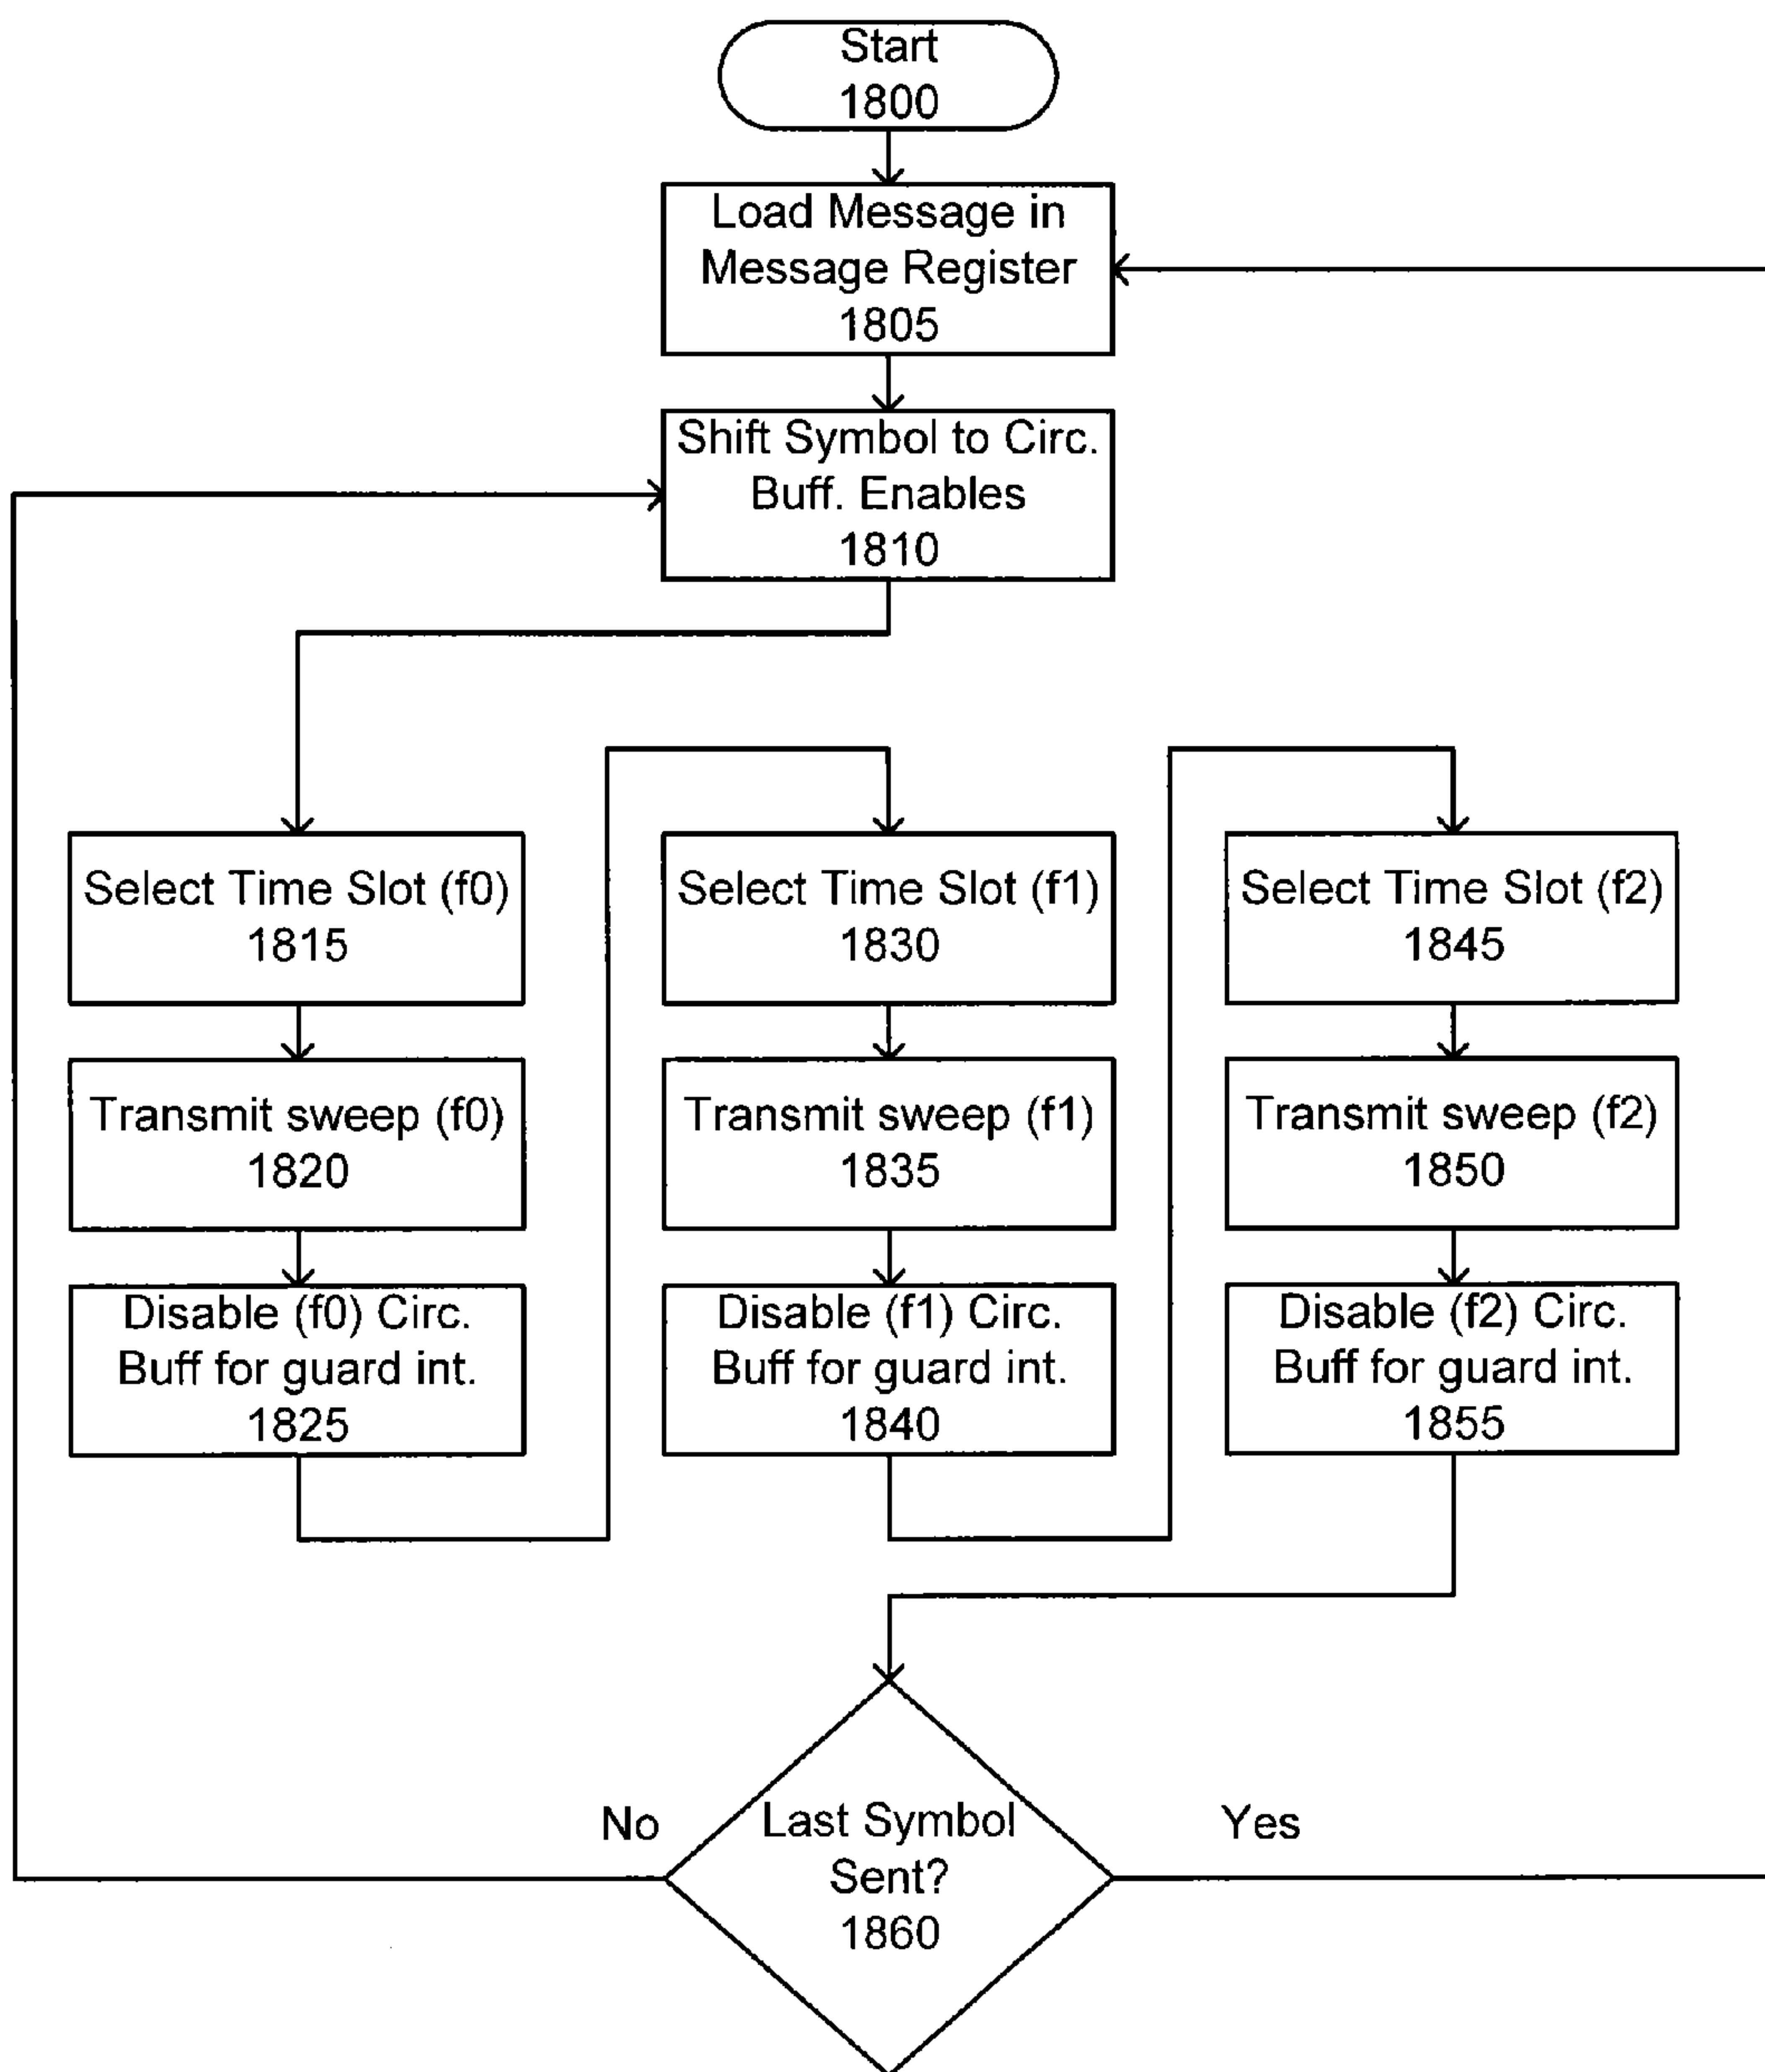 Start
1800
Load Message in
Message Register
1805
Shift Symbol to Circ.
Buff. Enables
1810
Select Time Slot (f0)
1815
Transmit sweep (f0)
1820
Disable (f0) Circ.
Buff for guard int.
1825
Select Time Slot (f1)
1830
Transmit sweep (f1)
1835
Disable (f1) Circ.
Buff for guard int.
1840
Select Time Slot (f2)
1845
Transmit sweep (f2)
1850
Disable (f2) Circ.
Buff for guard int.
1855
Last Symbol
Sent?
1860
No
Yes